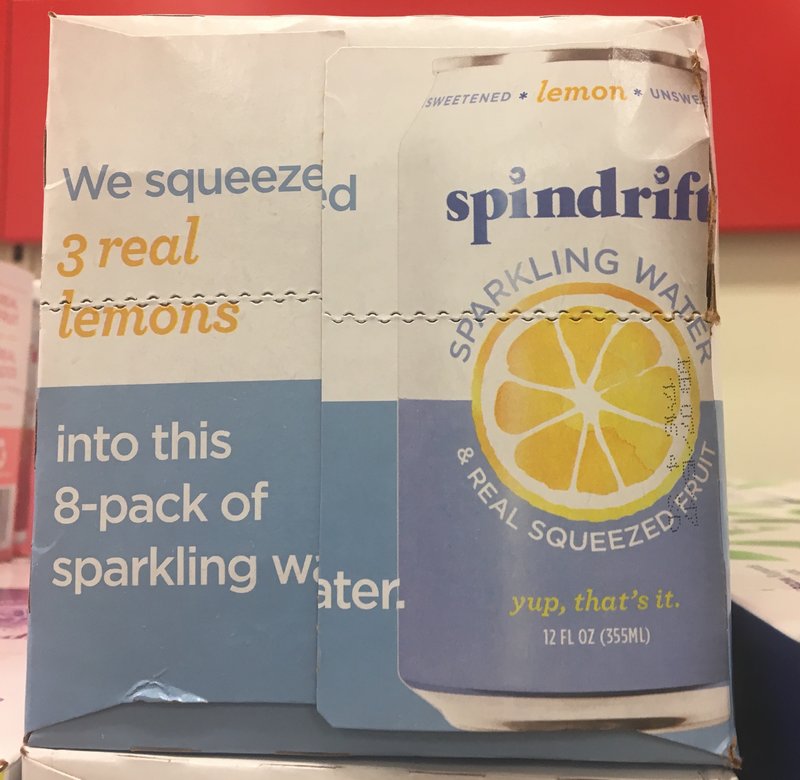 We squeezed
3 real
lemons
into this
8-pack of
sparkling water.
SWEETENED * lemon * UNSWE
spindrift
SPARKLING WATER
& REAL SQUEEZED FRUIT
yup, that's it.
12 FL OZ (355ML)